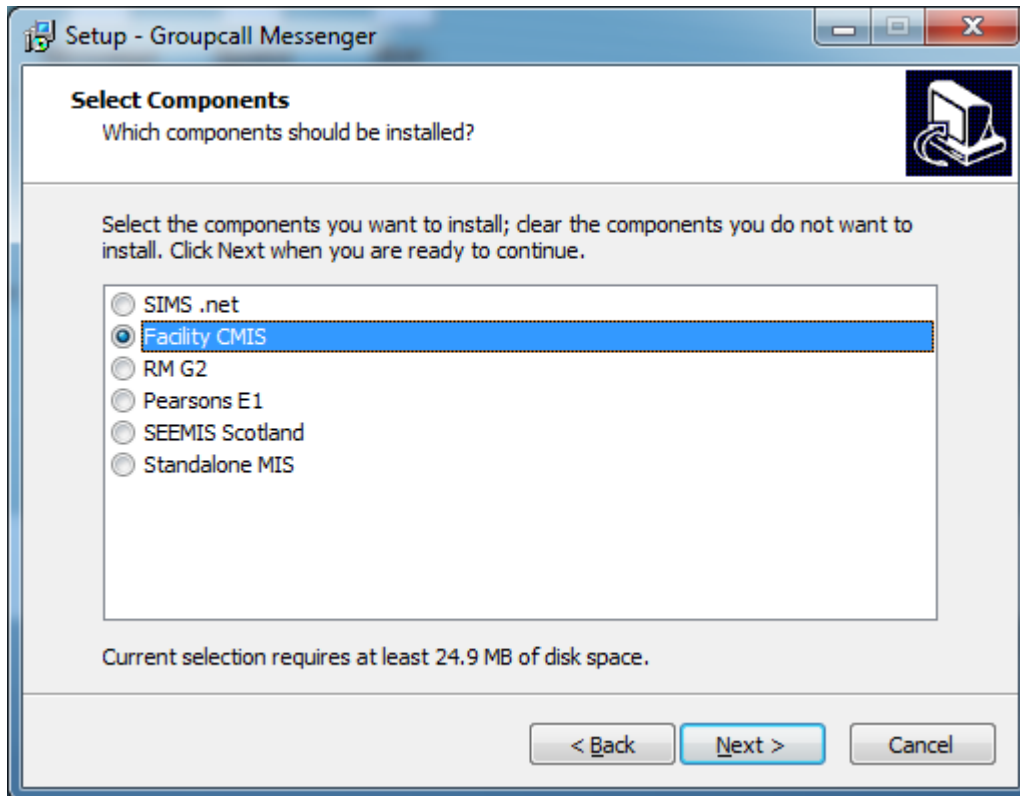 Setup - Groupcall Messenger
Select Components
Which components should be installed?
Select the components you want to install; clear the components you do not want to
install. Click Next when you are ready to continue.
SIMS .net
Facility CMIS
RM G2
Pearsons E1
SEEMIS Scotland
Standalone MIS
Current selection requires at least 24.9 MB of disk space.
< Back
Next >
Cancel